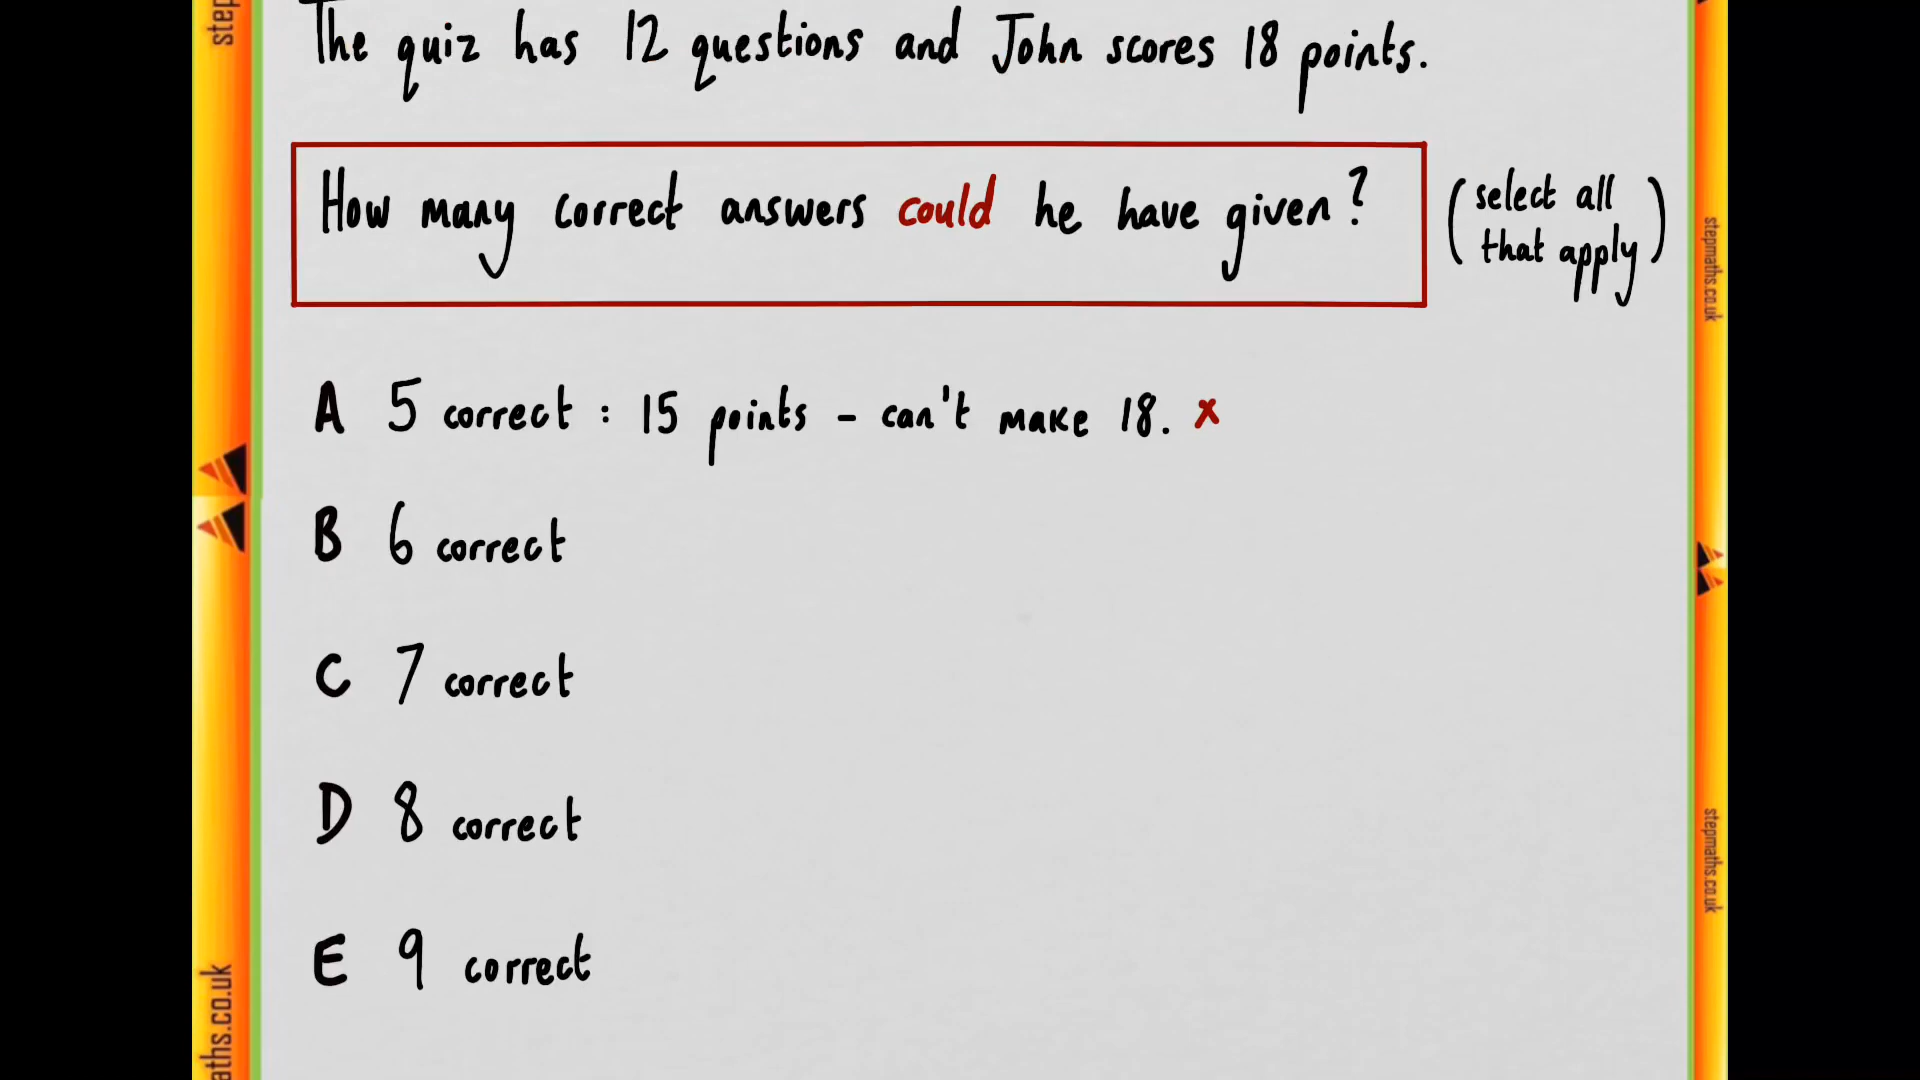 The quiz has 12 questions and John scores 18 points.
How many correct answers could he have given?
(select all
that apply)
A 5 correct : 15 points - can't make 18. x
B 6 correct
C 7 correct
D 8 correct
E 9 correct
step
aths.co.uk
stepmaths.co.uk
stepmaths.co.uk